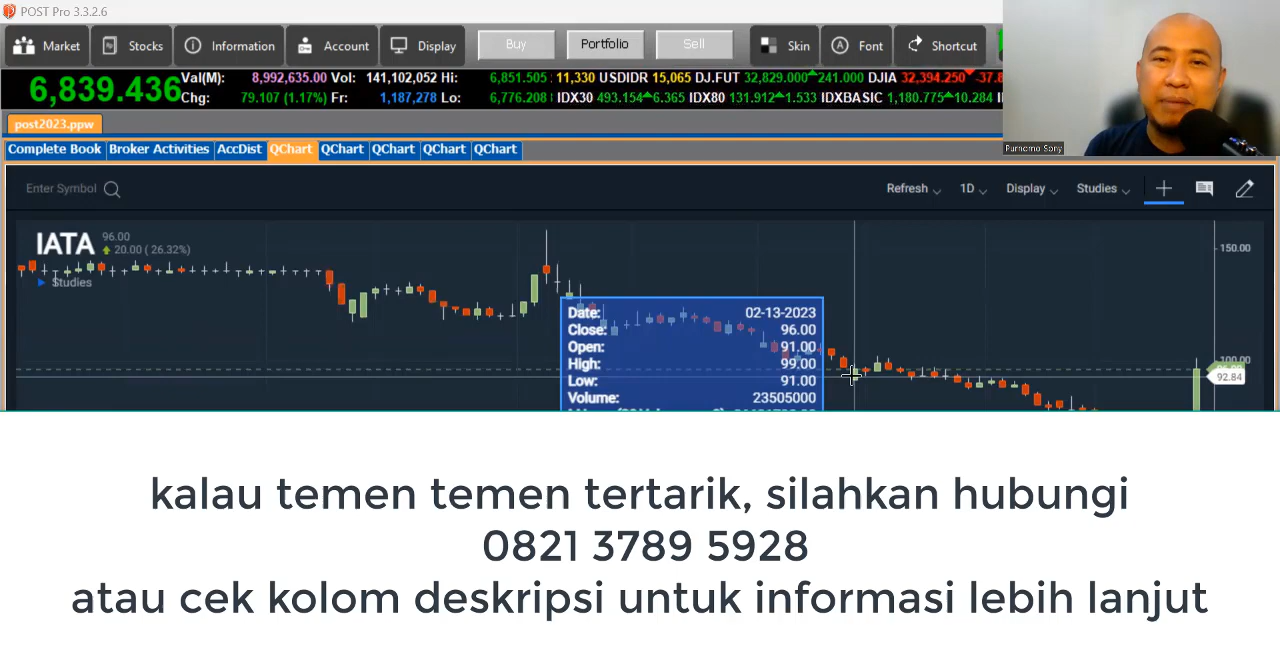 POST Pro 3.3.2.6
Market Stocks Information Account Display Buy Portfolio Sell Skin Font Shortcut
6,839.436 Val(M): 8,992,635.00 Vol: 141,102,052 Hi: 6,851.505 11,330 USDIDR 15,065 DJ.FUT 32,829.000 241.000 DJIA 32,394.250 -37.8
Chg: 79.107 (1.17%) Fr: 1,187,278 Lo: 6,776.208 IDX30 493.154 6.365 IDX80 131.912 1.533 IDXBASIC 1,180.775 10.284
post2023.ppw
Purnomo Sony
Complete Book Broker Activities AccDist QChart QChart QChart QChart QChart
Enter Symbol Refresh 1D Display Studies
IATA 96.00
20.00 (26.32%)
Studies
150.00
Date: 02-13-2023
Close: 96.00
Open: 91.00
High: 99.00
Low: 91.00
Volume: 23505000
100.00
92.84
kalau temen temen tertarik, silahkan hubungi
0821 3789 5928
atau cek kolom deskripsi untuk informasi lebih lanjut